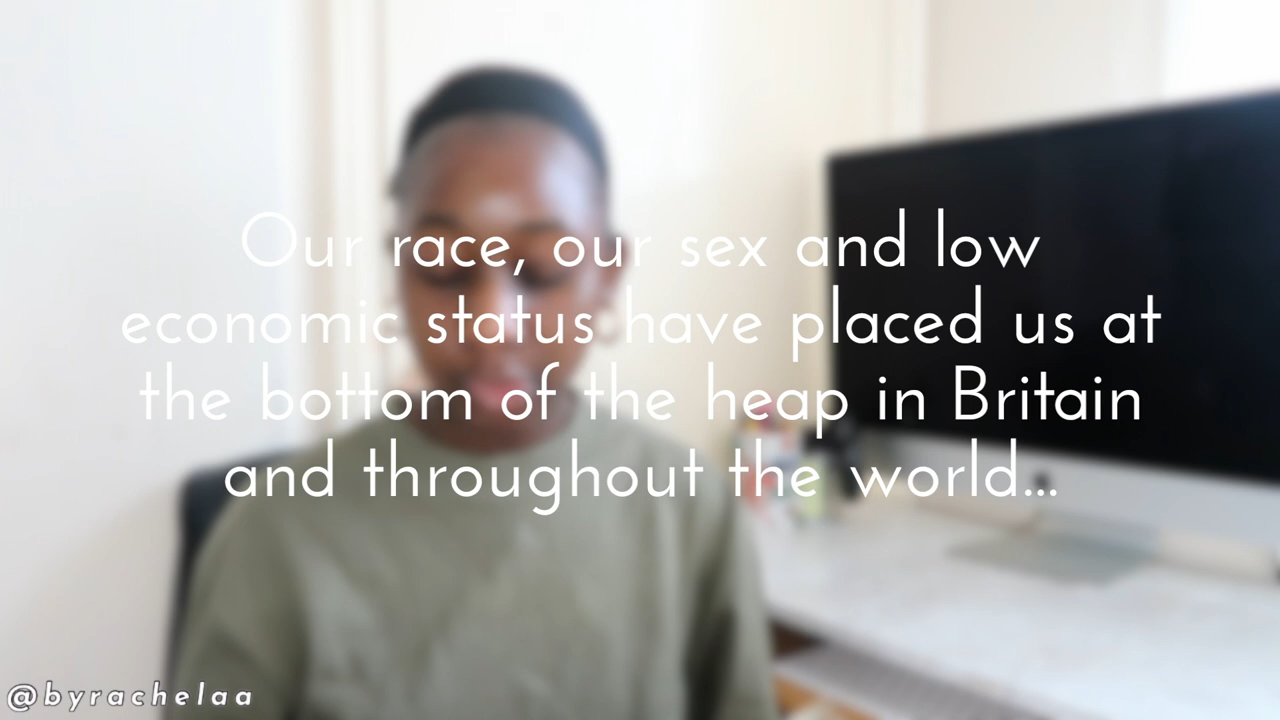 Our race, our sex and low
economic status have placed us at
the bottom of the heap in Britain
and throughout the world...
@byrachelaa